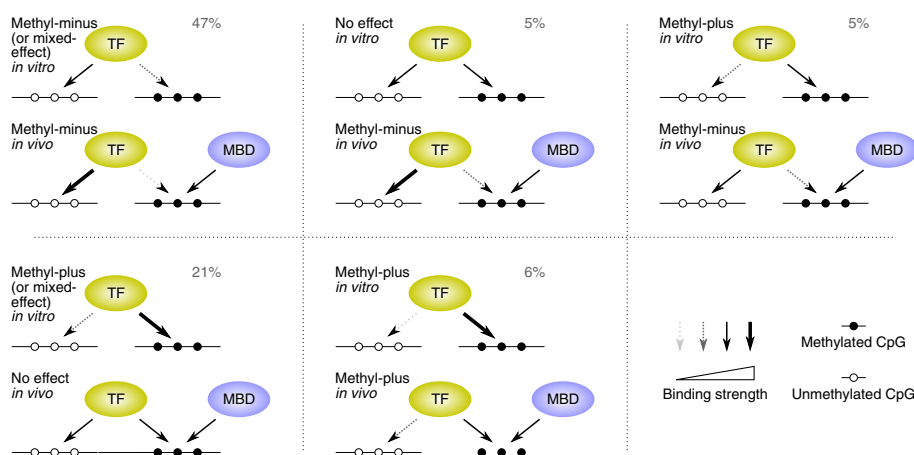 Methyl-minus
(or mixed-
effect)
in vitro
47%
TF
Methyl-minus
in vivo
TF
MBD
No effect
in vitro
5%
TF
Methyl-minus
in vivo
TF
MBD
Methyl-plus
in vitro
5%
TF
Methyl-minus
in vivo
TF
MBD
Methyl-plus
(or mixed-
effect)
in vitro
21%
TF
No effect
in vivo
TF
MBD
Methyl-plus
in vitro
6%
TF
Methyl-plus
in vivo
TF
MBD
Binding strength
Methylated CpG
Unmethylated CpG